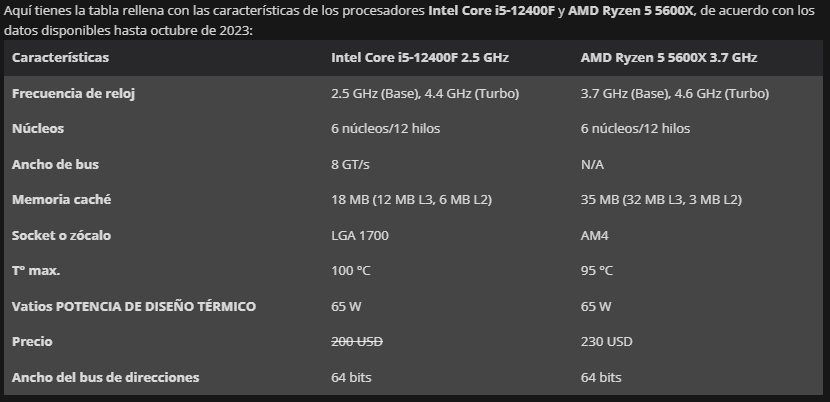 Aquí tienes la tabla rellena con las características de los procesadores Intel Core i5-12400F y AMD Ryzen 5 5600X, de acuerdo con los
datos disponibles hasta octubre de 2023:
Características Intel Core i5-12400F 2.5 GHz AMD Ryzen 5 5600X 3.7 GHz
Frecuencia de reloj 2.5 GHz (Base), 4.4 GHz (Turbo) 3.7 GHz (Base), 4.6 GHz (Turbo)
Núcleos 6 núcleos/12 hilos 6 núcleos/12 hilos
Ancho de bus 8 GT/s N/A
Memoria caché 18 MB (12 MB L3, 6 MB L2) 35 MB (32 MB L3, 3 MB L2)
Socket o zócalo LGA 1700 AM4
Tº max. 100 °C 95 °C
Vatios POTENCIA DE DISEÑO TÉRMICO 65 W 65 W
Precio 200 USD 230 USD
Ancho del bus de direcciones 64 bits 64 bits